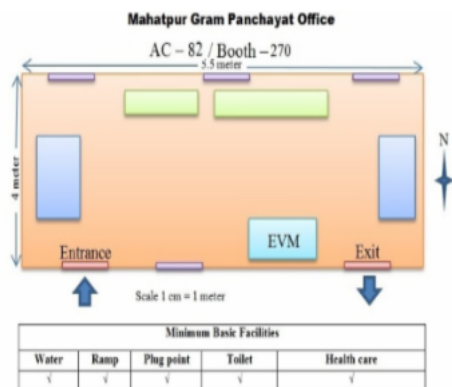 Mahatpur Gram Panchayat Office
AC – 82 / Booth – 270
5.5 meter
4 meter
N
Entrance
EVM
Exit
Scale 1 cm = 1 meter
Minimum Basic Facilities
Water Ramp Plug point Toilet Health care
√ √ √ √ √